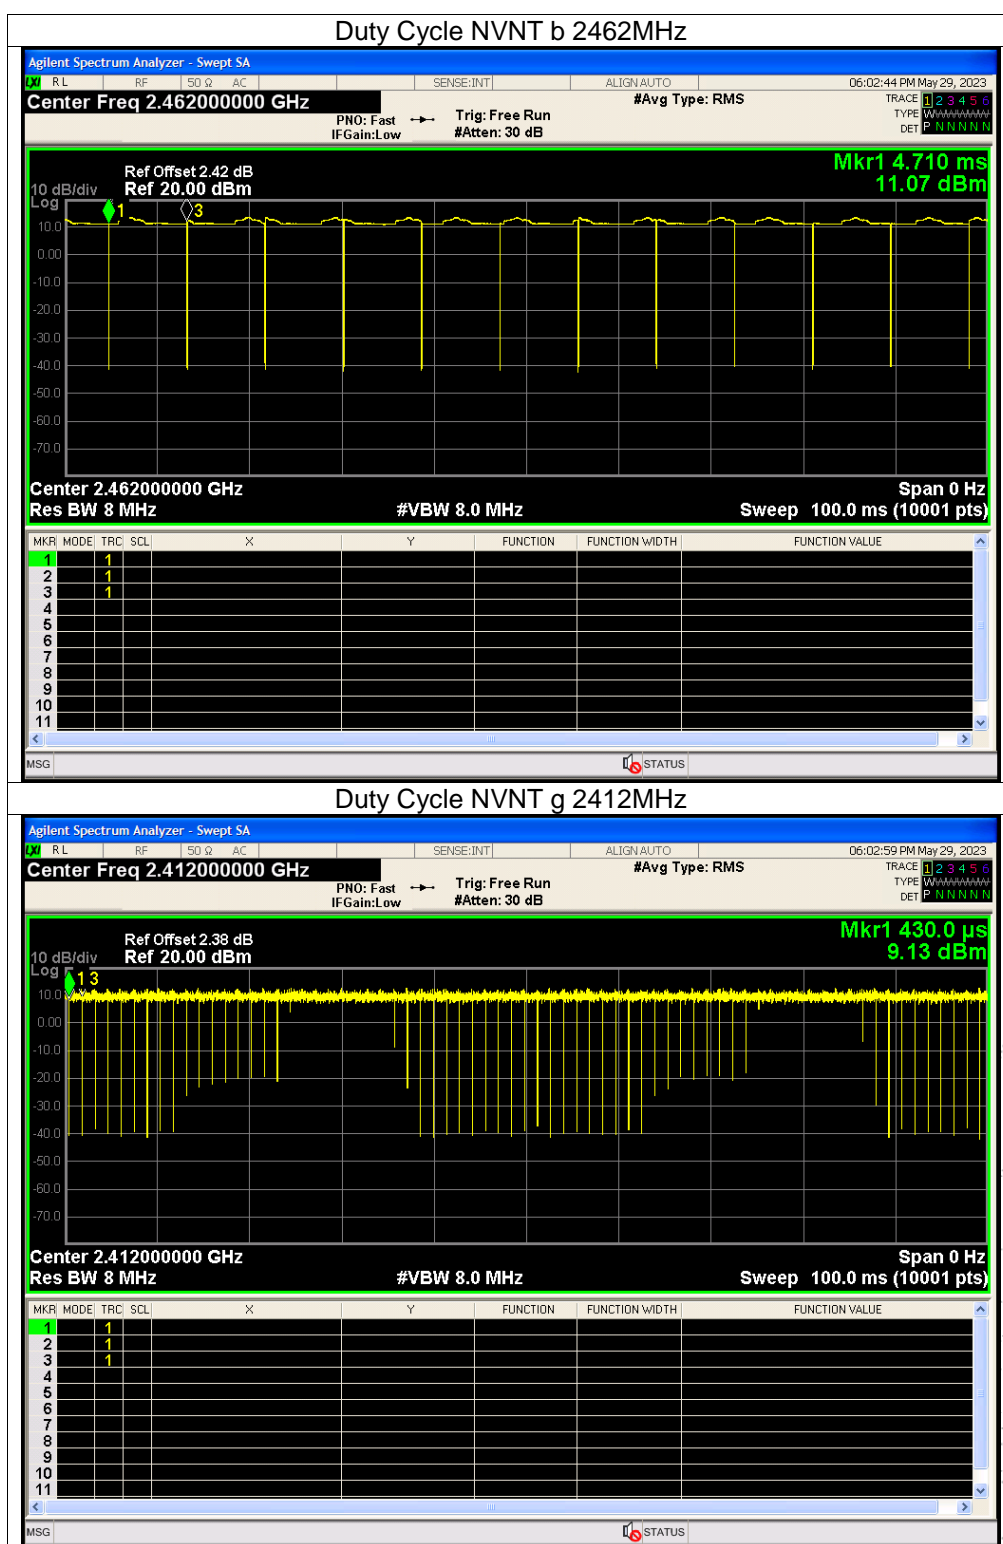 Duty Cycle NVNT b 2462MHz
Agilent Spectrum Analyzer - Swept SA
LXI RL RF 50 Ω AC SENSE:INT ALIGN AUTO 06:02:44 PM May 29, 2023
Center Freq 2.462000000 GHz #Avg Type: RMS TRACE 1 2 3 4 5 6
PNO: Fast Trig: Free Run TYPE W
IFGain:Low #Atten: 30 dB DET P N N N N N
Mkr1 4.710 ms
11.07 dBm
Ref Offset 2.42 dB
10 dB/div Ref 20.00 dBm
Log
1 3
10.0
0.00
-10.0
-20.0
-30.0
-40.0
-50.0
-60.0
-70.0
Center 2.462000000 GHz Span 0 Hz
Res BW 8 MHz #VBW 8.0 MHz Sweep 100.0 ms (10001 pts)
MKR MODE TRC SCL X Y FUNCTION FUNCTION WIDTH FUNCTION VALUE
1 1
2 1
3 1
4
5
6
7
8
9
10
11
MSG STATUS
Duty Cycle NVNT g 2412MHz
Agilent Spectrum Analyzer - Swept SA
LXI RL RF 50 Ω AC SENSE:INT ALIGN AUTO 06:02:59 PM May 29, 2023
Center Freq 2.412000000 GHz #Avg Type: RMS TRACE 1 2 3 4 5 6
PNO: Fast Trig: Free Run TYPE W
IFGain:Low #Atten: 30 dB DET P N N N N N
Mkr1 430.0 µs
9.13 dBm
Ref Offset 2.38 dB
10 dB/div Ref 20.00 dBm
Log
1 3
10.0
0.00
-10.0
-20.0
-30.0
-40.0
-50.0
-60.0
-70.0
Center 2.412000000 GHz Span 0 Hz
Res BW 8 MHz #VBW 8.0 MHz Sweep 100.0 ms (10001 pts)
MKR MODE TRC SCL X Y FUNCTION FUNCTION WIDTH FUNCTION VALUE
1 1
2 1
3 1
4
5
6
7
8
9
10
11
MSG STATUS